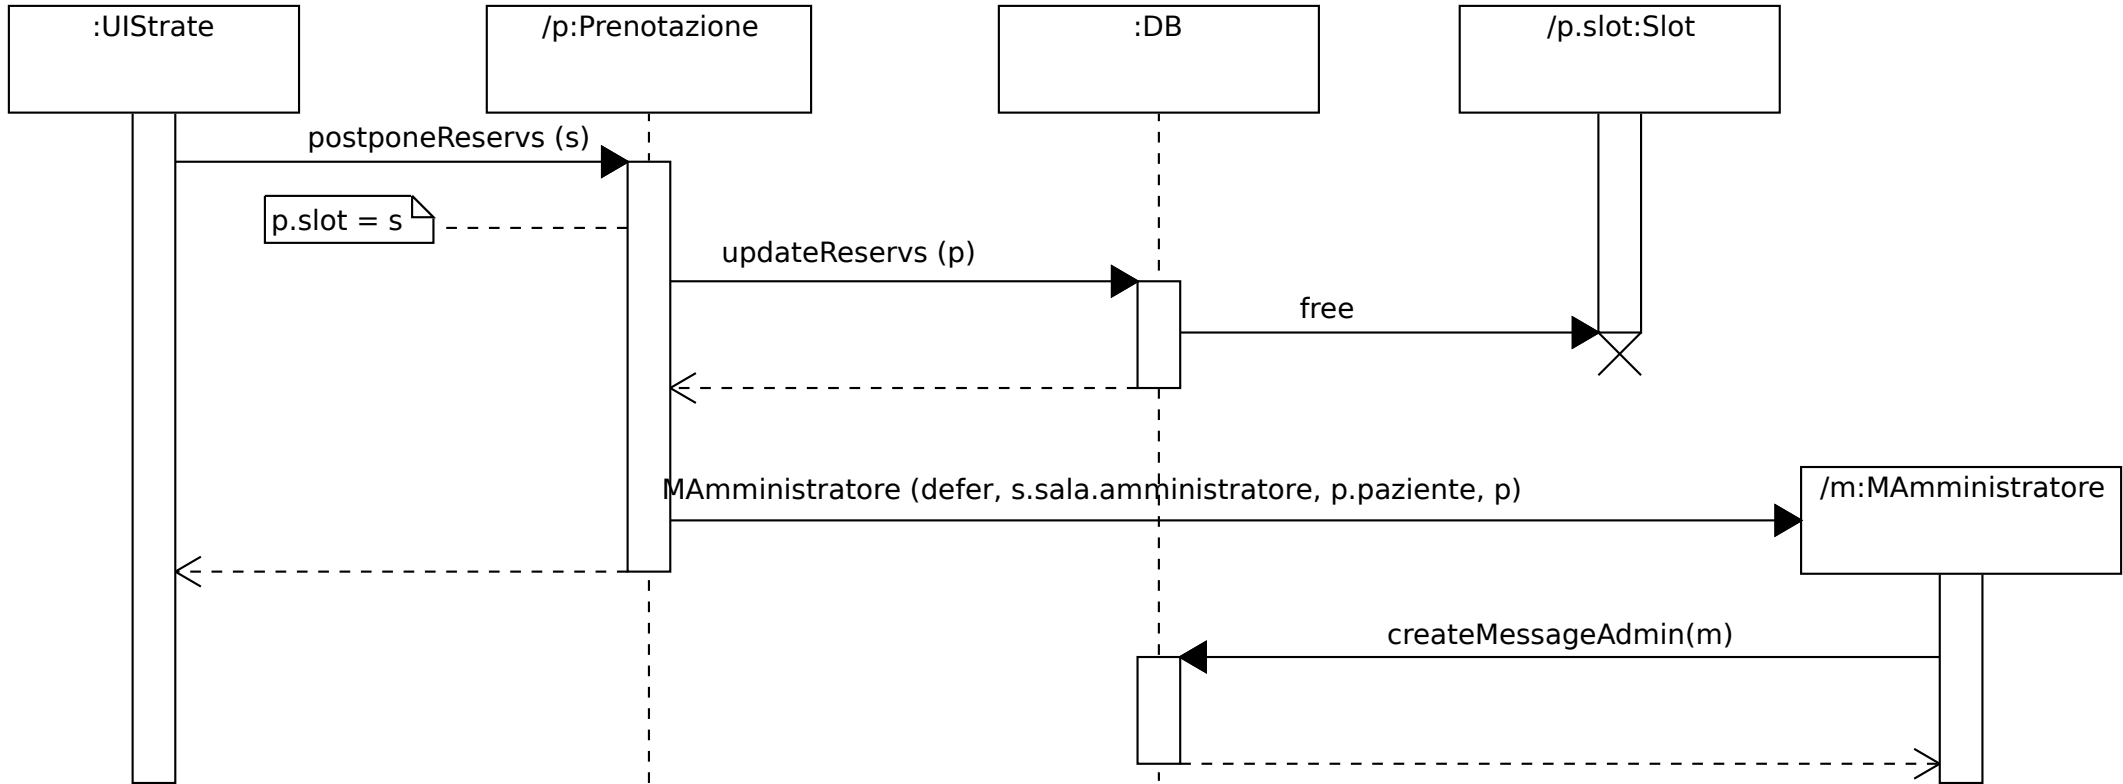 :UIStrate
/p:Prenotazione
:DB
/p.slot:Slot
postponeReservs (s)
p.slot = s
updateReservs (p)
free
MAmministratore (defer, s.sala.amministratore, p.paziente, p)
/m:MAmministratore
createMessageAdmin(m)